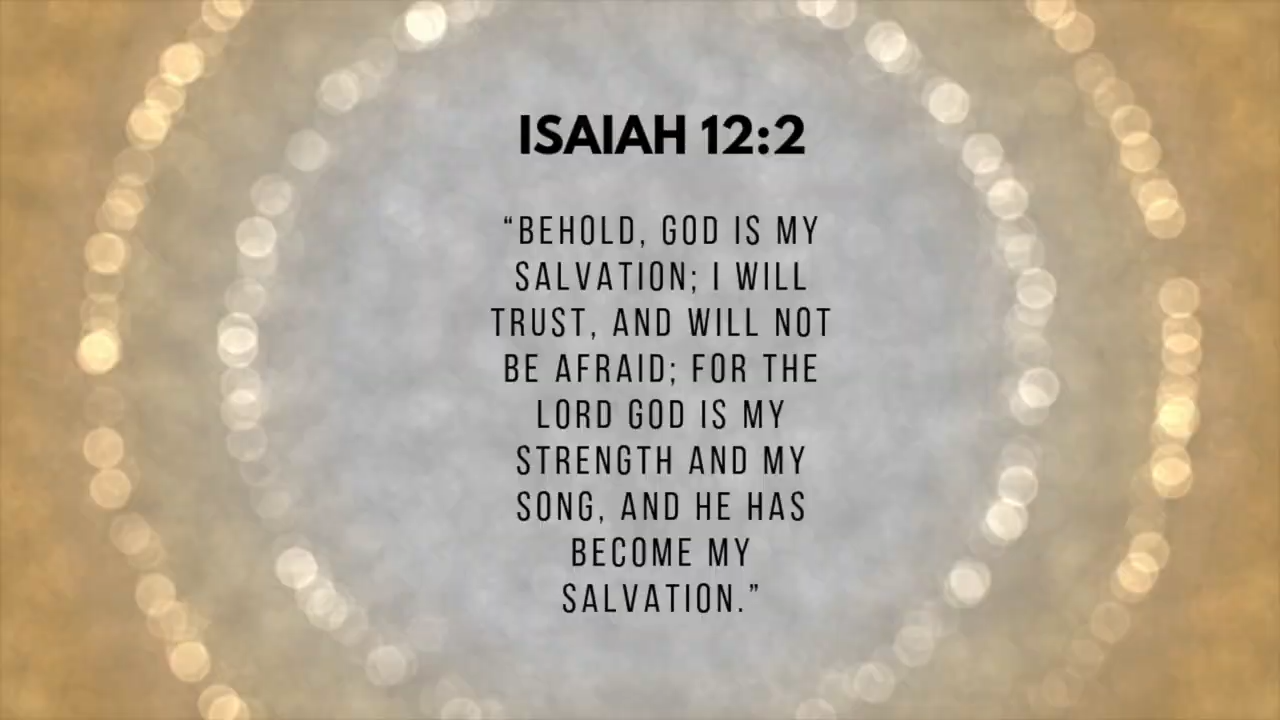 ISAIAH 12:2
“BEHOLD, GOD IS MY
SALVATION; I WILL
TRUST, AND WILL NOT
BE AFRAID; FOR THE
LORD GOD IS MY
STRENGTH AND MY
SONG, AND HE HAS
BECOME MY
SALVATION.”